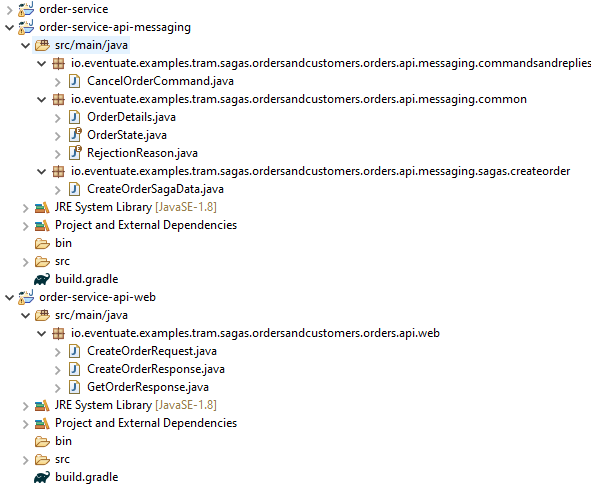 order-service
order-service-api-messaging
src/main/java
io.eventuate.examples.tram.sagas.ordersandcustomers.orders.api.messaging.commandsandreplies
CancelOrderCommand.java
io.eventuate.examples.tram.sagas.ordersandcustomers.orders.api.messaging.common
OrderDetails.java
OrderState.java
RejectionReason.java
io.eventuate.examples.tram.sagas.ordersandcustomers.orders.api.messaging.sagas.createorder
CreateOrderSagaData.java
JRE System Library [JavaSE-1.8]
Project and External Dependencies
bin
src
build.gradle
order-service-api-web
src/main/java
io.eventuate.examples.tram.sagas.ordersandcustomers.orders.api.web
CreateOrderRequest.java
CreateOrderResponse.java
GetOrderResponse.java
JRE System Library [JavaSE-1.8]
Project and External Dependencies
bin
src
build.gradle